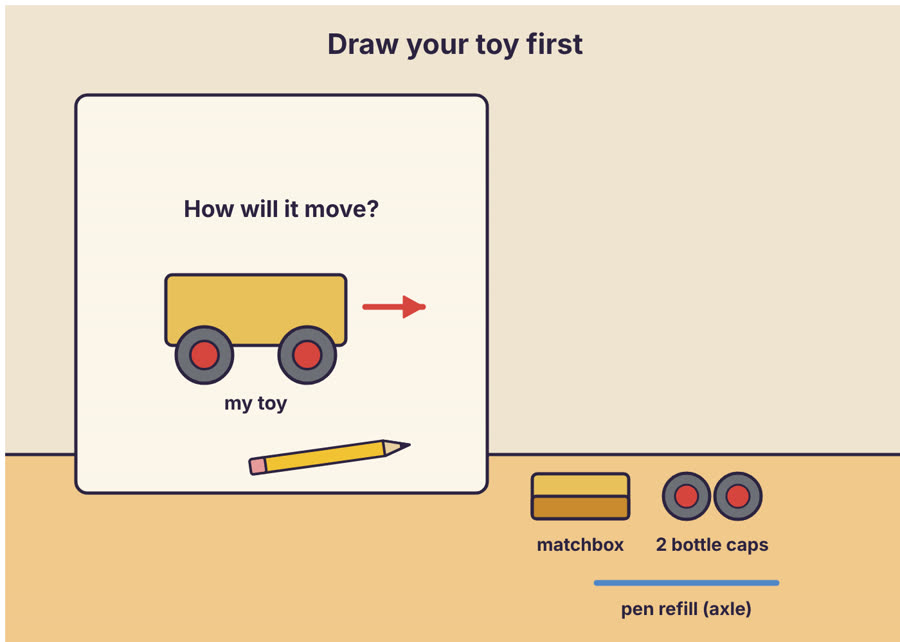 Draw your toy first
How will it move?
my toy
matchbox
2 bottle caps
pen refill (axle)